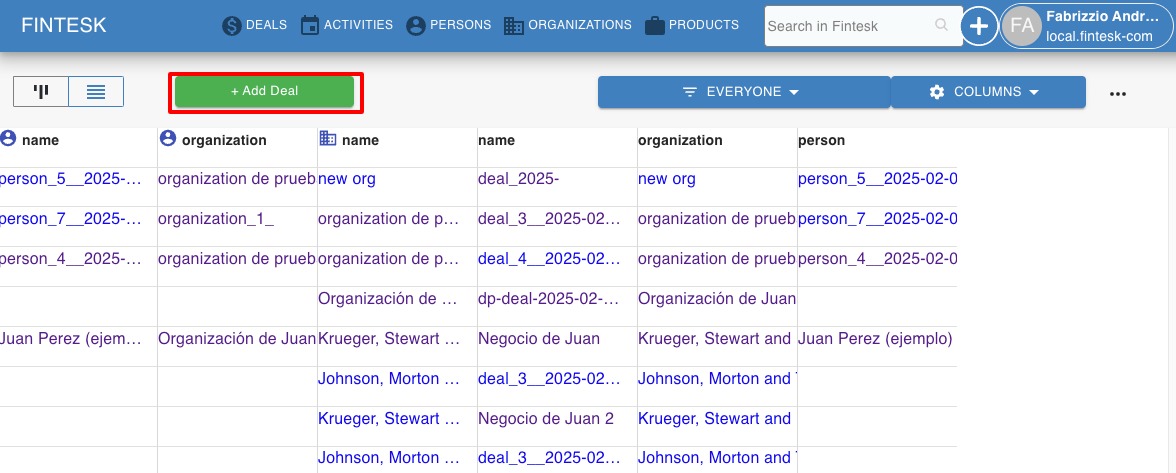 FINTESK DEALS ACTIVITIES PERSONS ORGANIZATIONS PRODUCTS Search in Fintesk FA Fabrizzio Andr...
local.fintesk-com
+ Add Deal EVERYONE COLUMNS
name organization name name organization person
person_5__2025-... organization de prueb new org deal_2025- new org person_5__2025-02-0
person_7__2025-... organization_1_ organization de p... deal_3__2025-02... organization de prueb person_7__2025-02-0
person_4__2025-... organization de prueb organization de p... deal_4__2025-02... organization de prueb person_4__2025-02-0
Organización de ... dp-deal-2025-02-... Organización de Juan
Juan Perez (ejem... Organización de Juan Krueger, Stewart ... Negocio de Juan Krueger, Stewart and Juan Perez (ejemplo)
Johnson, Morton ... deal_3__2025-02... Johnson, Morton and
Krueger, Stewart ... Negocio de Juan 2 Krueger, Stewart and
Johnson, Morton ... deal_3__2025-02... Johnson, Morton and